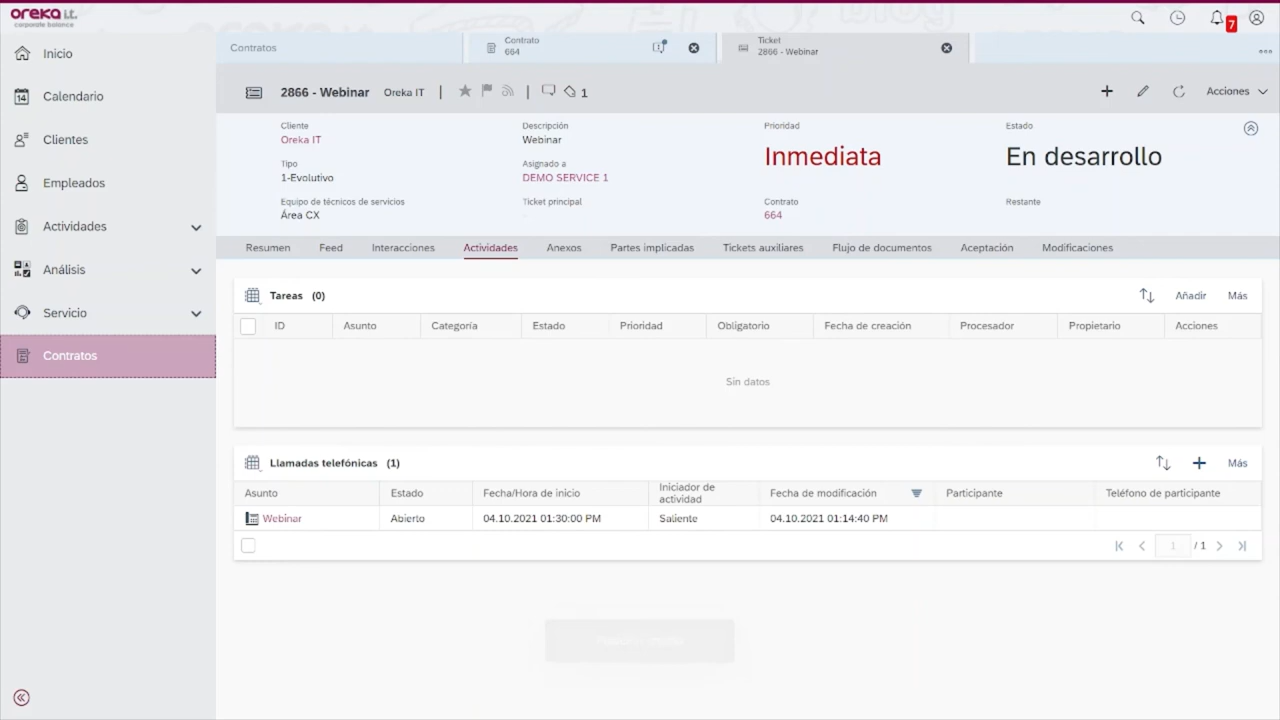 oreka i.t.
corporate balance
7
Inicio
14
Calendario
Clientes
Empleados
Actividades
Análisis
Servicio
Contratos
Contratos
Contrato
664
Ticket
2866 - Webinar
2866 - Webinar
Oreka IT
1
Acciones
Cliente
Oreka IT
Descripción
Webinar
Prioridad
Inmediata
Estado
En desarrollo
Tipo
1-Evolutivo
Asignado a
DEMO SERVICE 1
Equipo de técnicos de servicios
Área CX
Ticket principal
-
Contrato
664
Restante
Resumen
Feed
Interacciones
Actividades
Anexos
Partes implicadas
Tickets auxiliares
Flujo de documentos
Aceptación
Modificaciones
Tareas (0)
Añadir
Más
ID
Asunto
Categoría
Estado
Prioridad
Obligatorio
Fecha de creación
Procesador
Propietario
Acciones
Sin datos
Llamadas telefónicas (1)
Más
Asunto
Estado
Fecha/Hora de inicio
Iniciador de
actividad
Fecha de modificación
Participante
Teléfono de participante
Webinar
Abierto
04.10.2021 01:30:00 PM
Saliente
04.10.2021 01:14:40 PM
1
/ 1